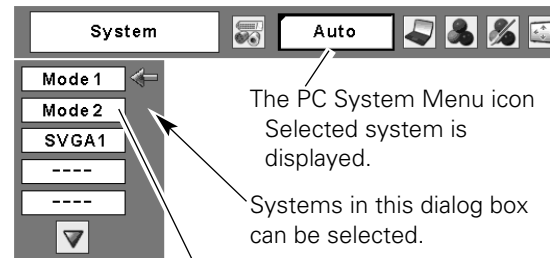 System
Auto
Mode 1
Mode 2
SVGA1
----
----
The PC System Menu icon
Selected system is
displayed.
Systems in this dialog box
can be selected.